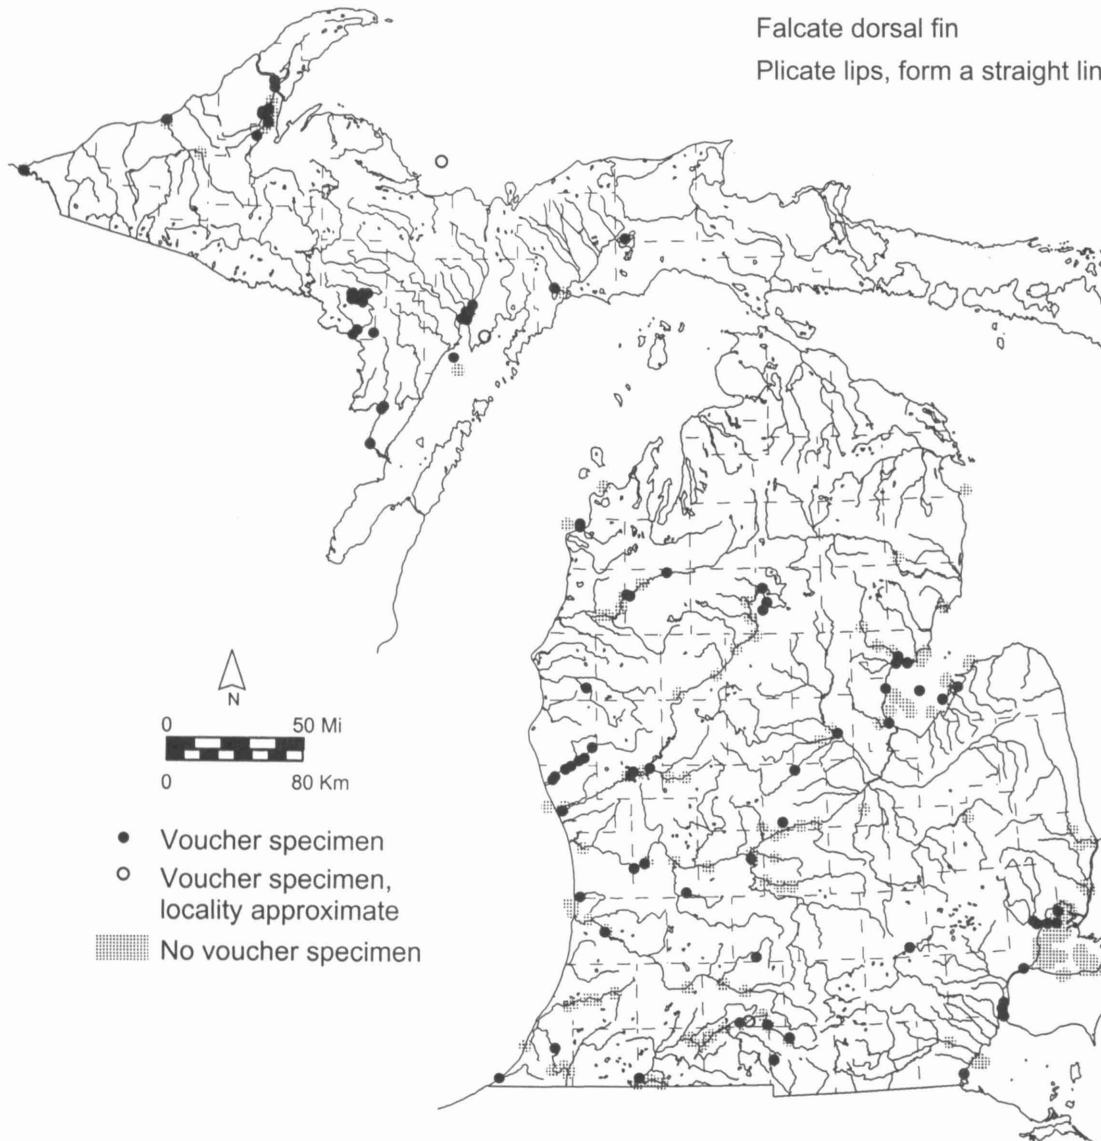 Falcate dorsal fin
Plicate lips, form a straight lin
N
0 50 Mi
0 80 Km
Voucher specimen
Voucher specimen,
locality approximate
No voucher specimen